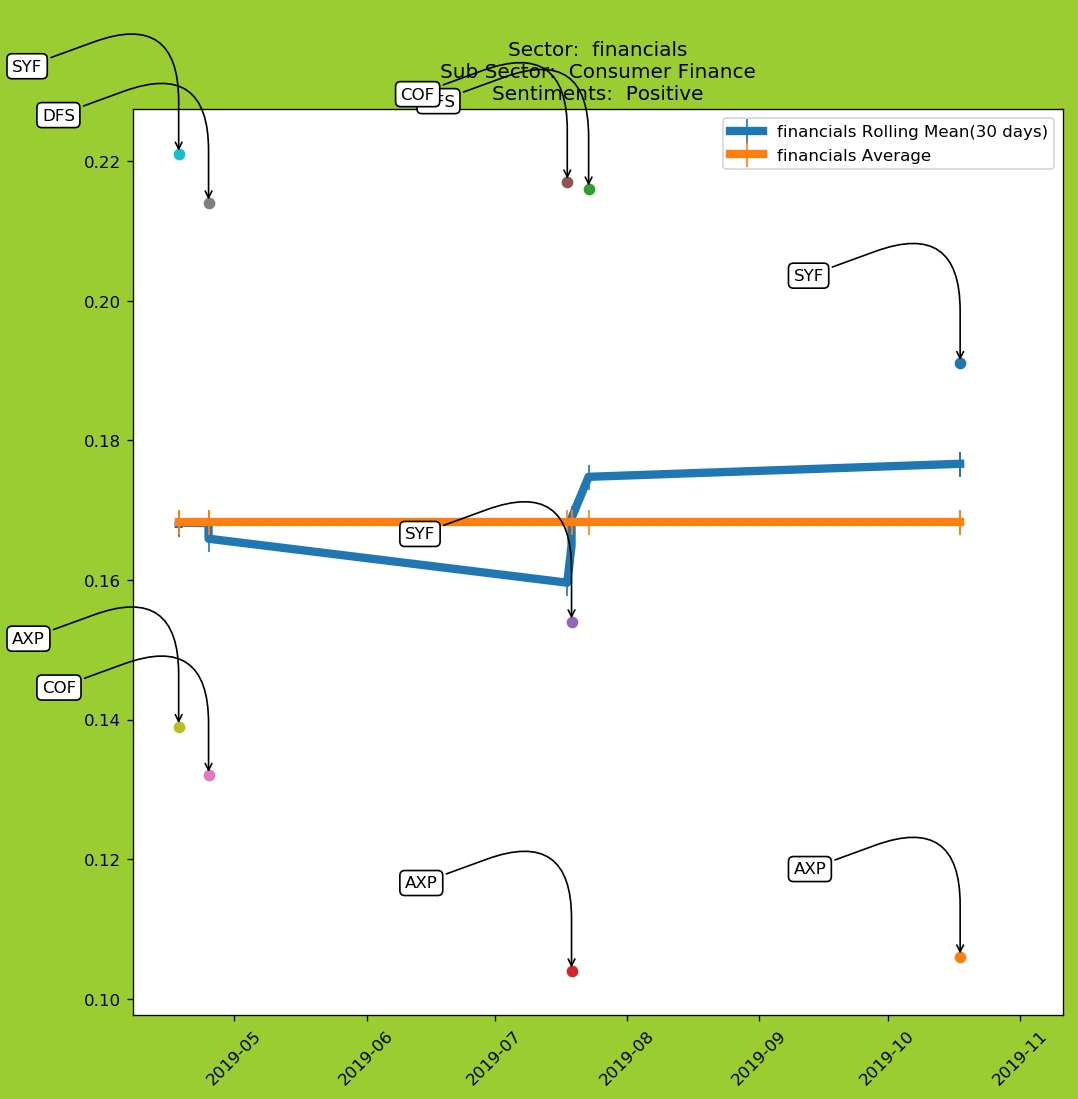 Sector:  financials
Sub Sector:  Consumer Finance
Sentiments:  Positive
financials Rolling Mean(30 days)
financials Average
SYF
DFS
COF
FS
SYF
SYF
AXP
COF
AXP
AXP
0.22
0.20
0.18
0.16
0.14
0.12
0.10
2019-05
2019-06
2019-07
2019-08
2019-09
2019-10
2019-11